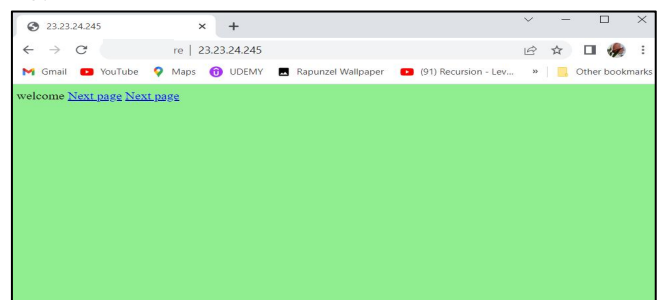 23.23.24.245
re | 23.23.24.245
Gmail YouTube Maps UDEMY Rapunzel Wallpaper (91) Recursion - Lev... » Other bookmarks
welcome Next page Next page